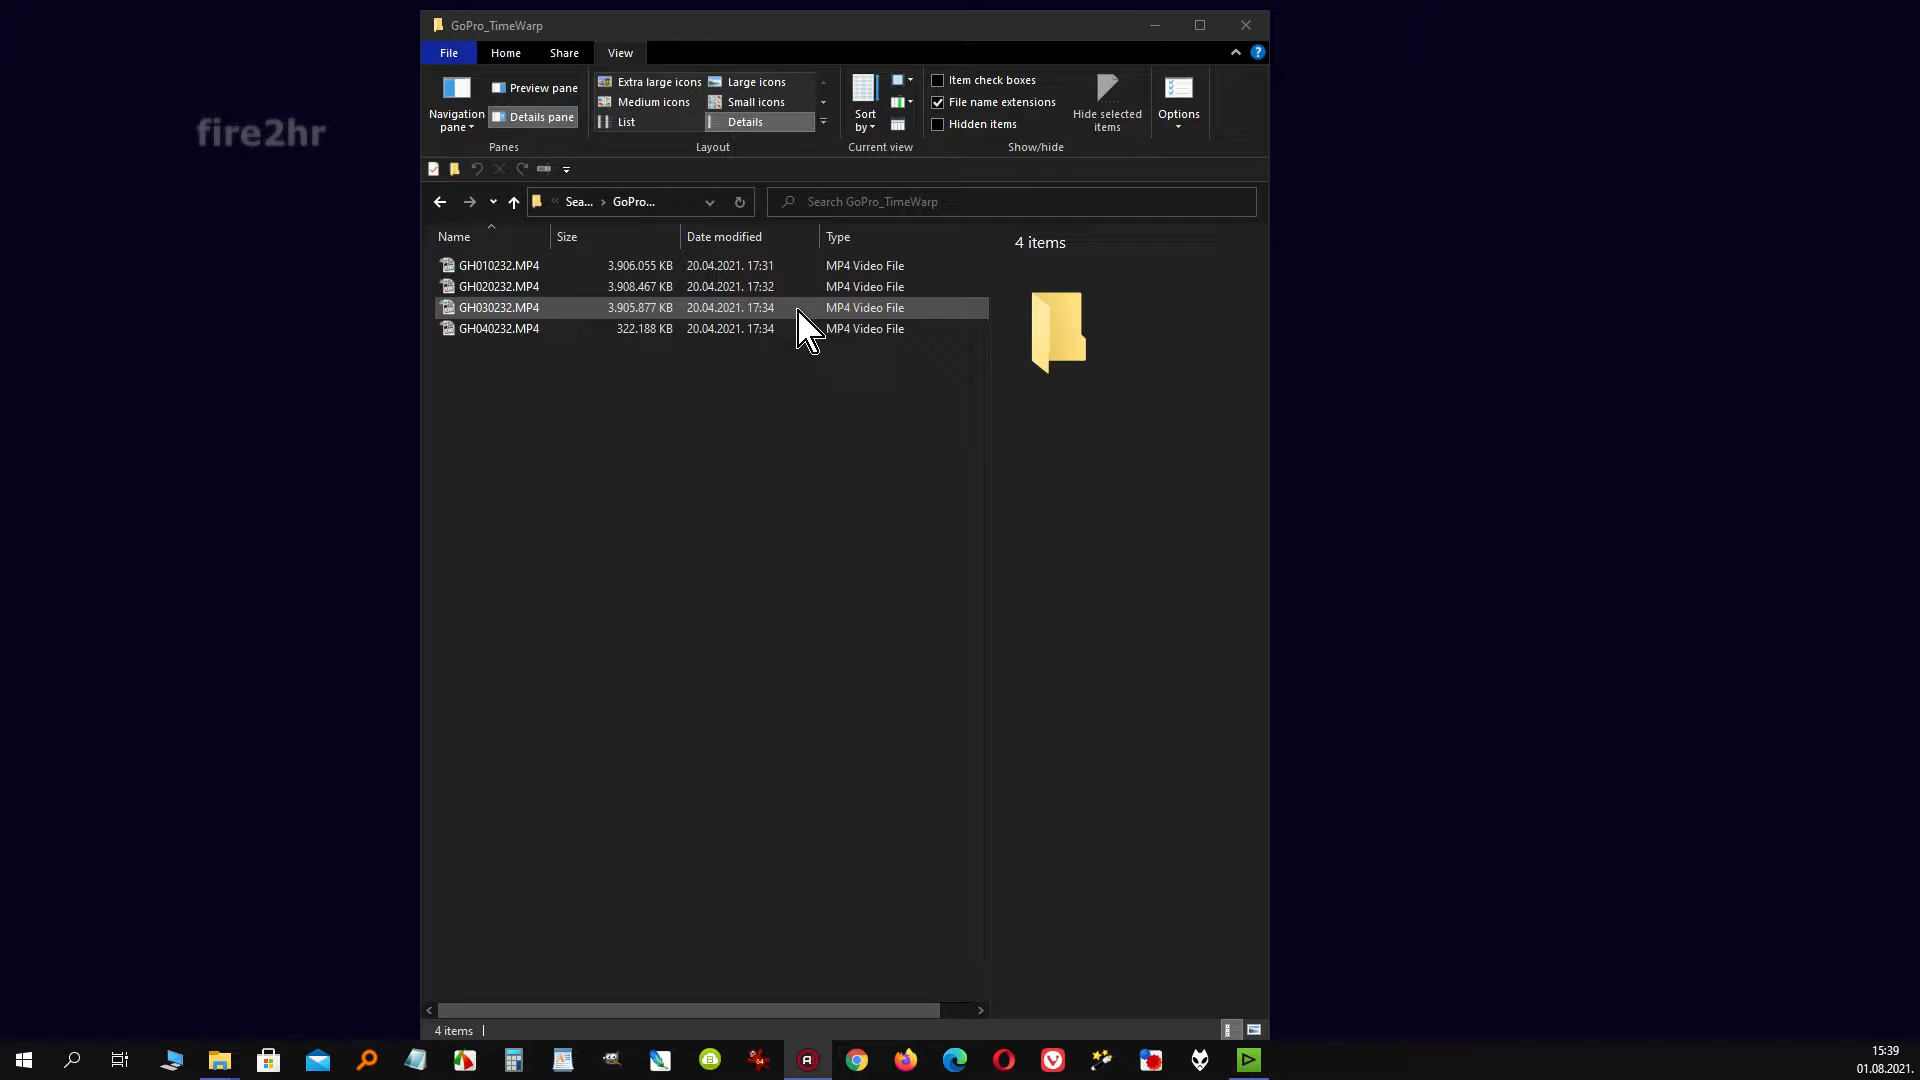 GoPro_TimeWarp
File Home Share View
Navigation pane
Preview pane
Details pane
Panes
Extra large icons Large icons
Medium icons Small icons
List Details
Layout
Sort by
Current view
Item check boxes
File name extensions
Hidden items
Hide selected items
Show/hide
Options
fire2hr
Sea... › GoPro...
Search GoPro_TimeWarp
Name Size Date modified Type
GH010232.MP4 3.906.055 KB 20.04.2021. 17:31 MP4 Video File
GH020232.MP4 3.908.467 KB 20.04.2021. 17:32 MP4 Video File
GH030232.MP4 3.905.877 KB 20.04.2021. 17:34 MP4 Video File
GH040232.MP4 322.188 KB 20.04.2021. 17:34 MP4 Video File
4 items
4 items
15:39
01.08.2021.